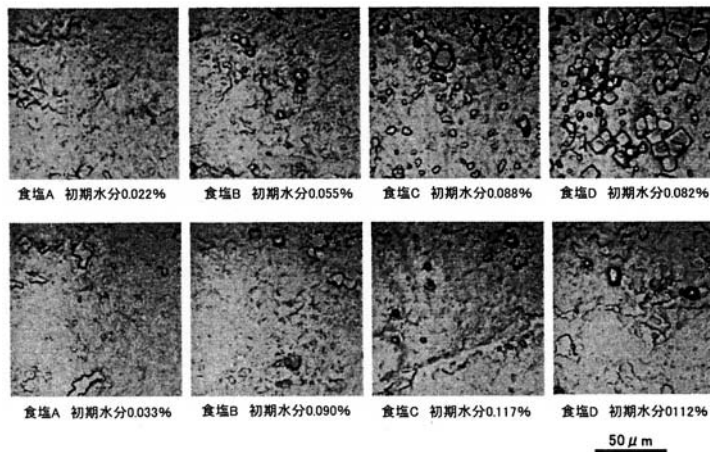 食塩A 初期水分0.022% 食塩B 初期水分0.055% 食塩C 初期水分0.088% 食塩D 初期水分0.082%
食塩A 初期水分0.033% 食塩B 初期水分0.090% 食塩C 初期水分0.117% 食塩D 初期水分0112%
50μm